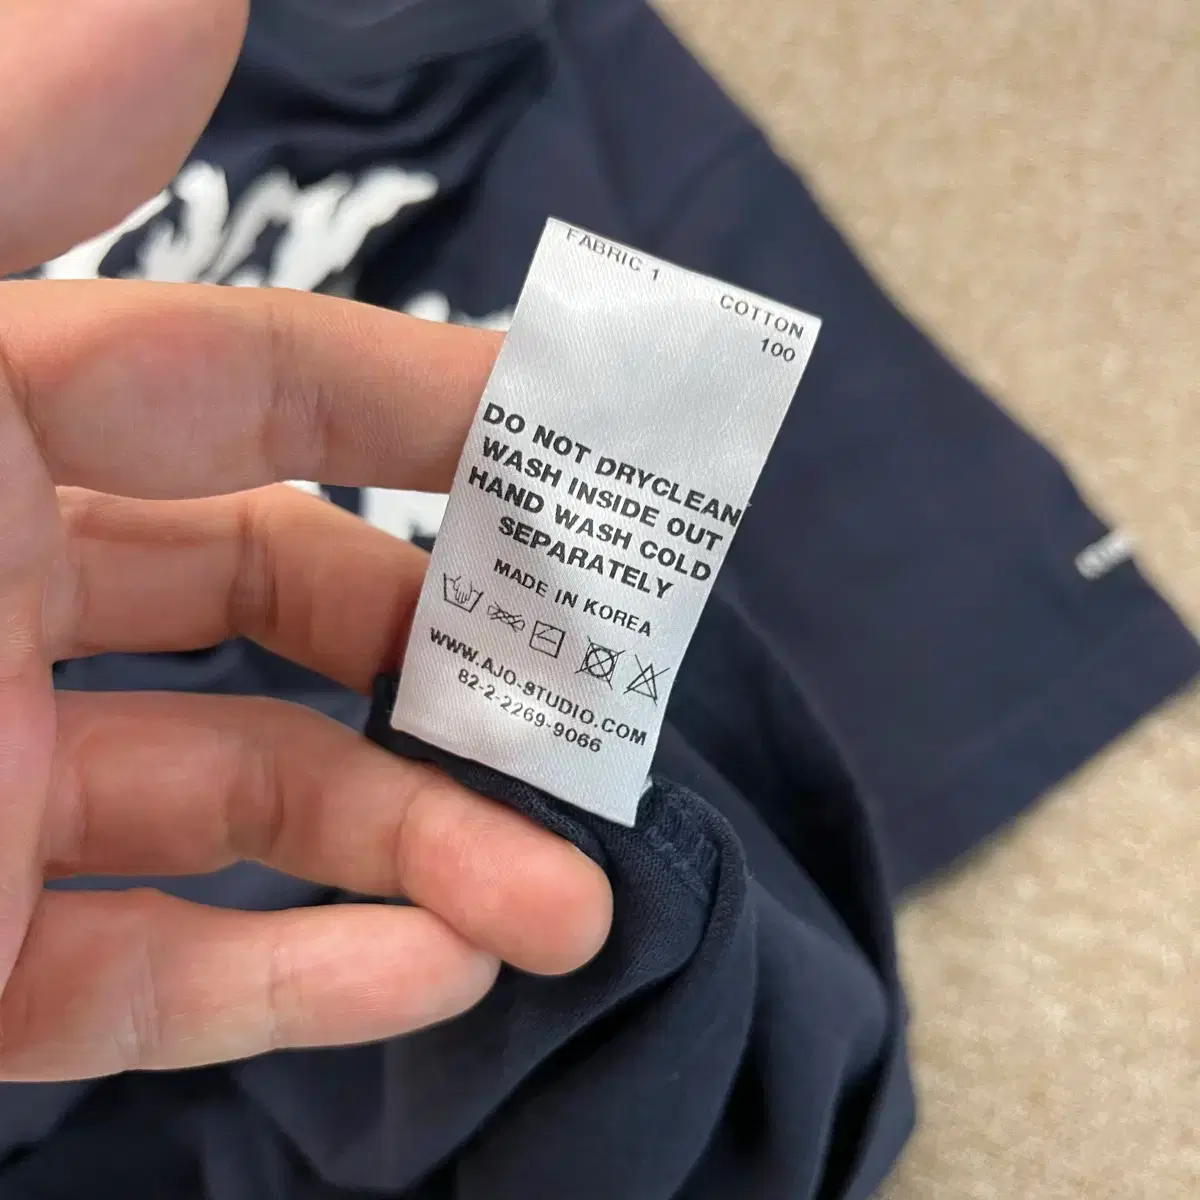 FABRIC 1
COTTON
100
DO NOT DRYCLEAN
WASH INSIDE OUT
HAND WASH COLD
SEPARATELY
MADE IN KOREA
WWW.AJO-STUDIO.COM
82-2-2269-9066